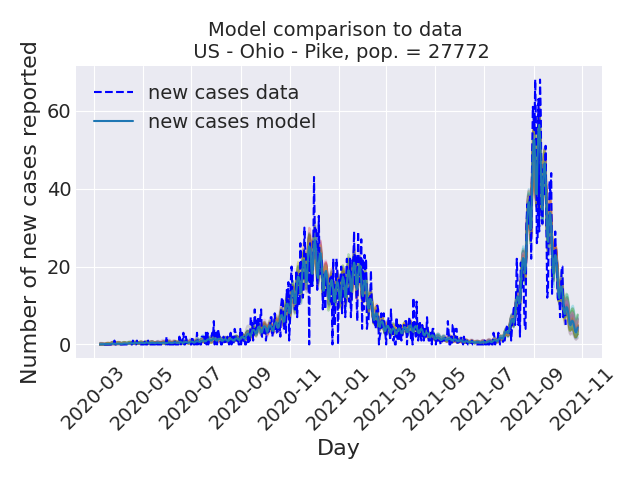 Model comparison to data
US - Ohio - Pike, pop. = 27772
Number of new cases reported
new cases data
new cases model
60
40
20
0
2020-03
2020-05
2020-07
2020-09
2020-11
2021-01
2021-03
2021-05
2021-07
2021-09
2021-11
Day